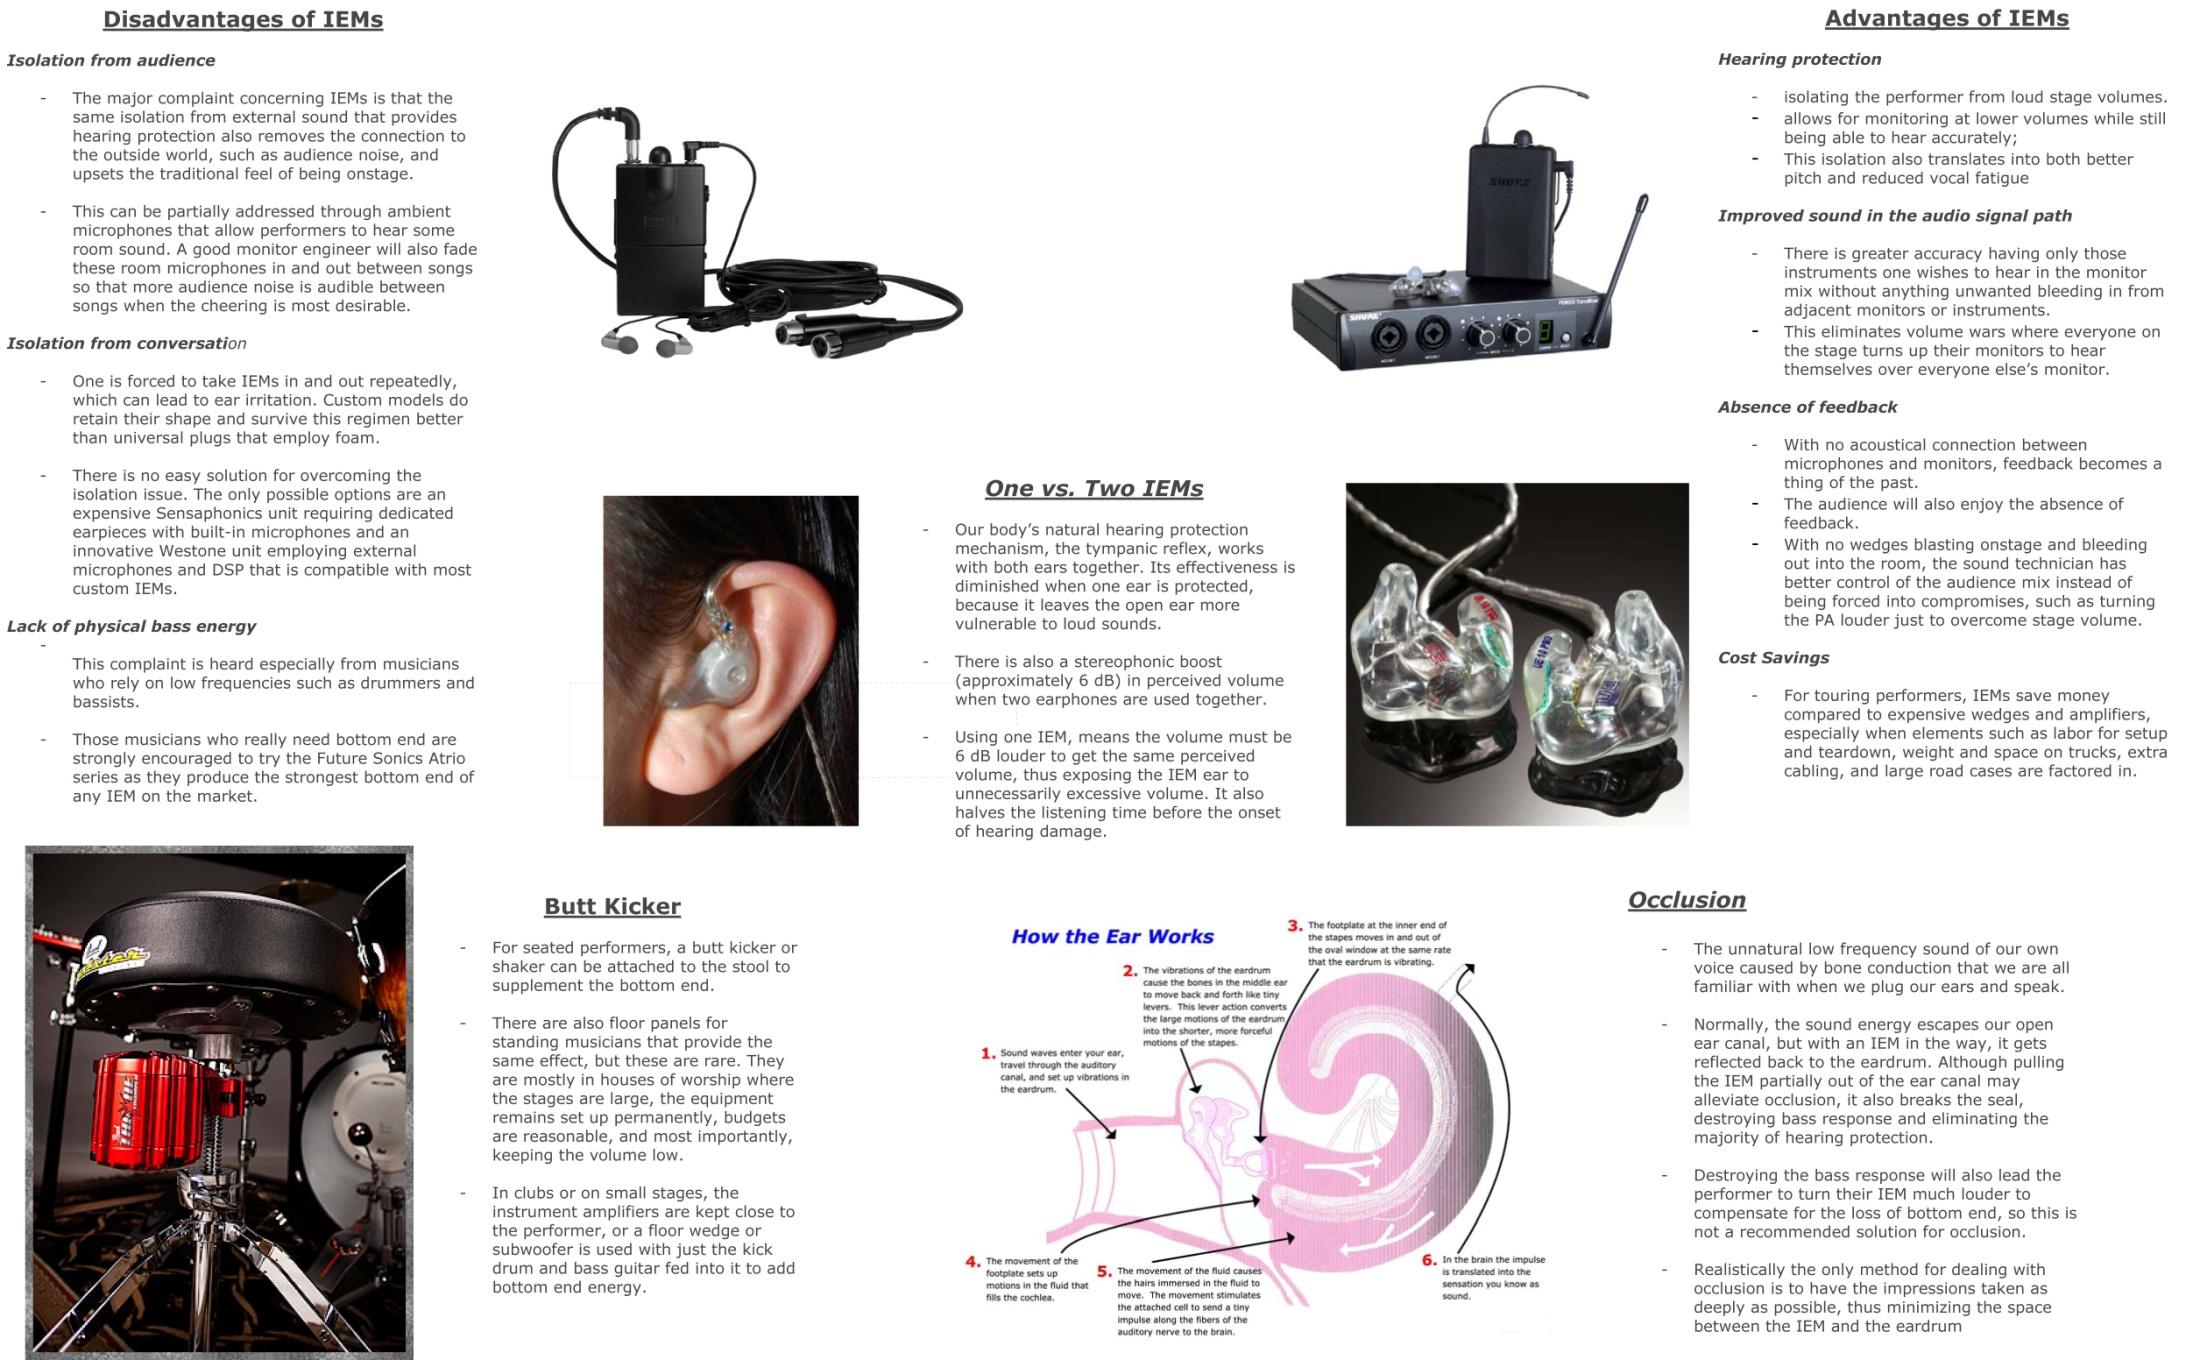 Disadvantages of IEMs
Isolation from audience
- The major complaint concerning IEMs is that the
same isolation from external sound that provides
hearing protection also removes the connection to
the outside world, such as audience noise, and
upsets the traditional feel of being onstage.
- This can be partially addressed through ambient
microphones that allow performers to hear some
room sound. A good monitor engineer will also fade
these room microphones in and out between songs
so that more audience noise is audible between
songs when the cheering is most desirable.
Isolation from conversation
- One is forced to take IEMs in and out repeatedly,
which can lead to ear irritation. Custom models do
retain their shape and survive this regimen better
than universal plugs that employ foam.
- There is no easy solution for overcoming the
isolation issue. The only possible options are an
expensive Sensaphonics unit requiring dedicated
earpieces with built-in microphones and an
innovative Westone unit employing external
microphones and DSP that is compatible with most
custom IEMs.
Lack of physical bass energy
-
This complaint is heard especially from musicians
who rely on low frequencies such as drummers and
bassists.
- Those musicians who really need bottom end are
strongly encouraged to try the Future Sonics Atrio
series as they produce the strongest bottom end of
any IEM on the market.
SHURE
SHURE
One vs. Two IEMs
- Our body's natural hearing protection
mechanism, the tympanic reflex, works
with both ears together. Its effectiveness is
diminished when one ear is protected,
because it leaves the open ear more
vulnerable to loud sounds.
- There is also a stereophonic boost
(approximately 6 dB) in perceived volume
when two earphones are used together.
- Using one IEM, means the volume must be
6 dB louder to get the same perceived
volume, thus exposing the IEM ear to
unnecessarily excessive volume. It also
halves the listening time before the onset
of hearing damage.
UE 10 PRO
UE 10 PRO
Advantages of IEMs
Hearing protection
- isolating the performer from loud stage volumes.
- allows for monitoring at lower volumes while still
being able to hear accurately;
- This isolation also translates into both better
pitch and reduced vocal fatigue
Improved sound in the audio signal path
- There is greater accuracy having only those
instruments one wishes to hear in the monitor
mix without anything unwanted bleeding in from
adjacent monitors or instruments.
- This eliminates volume wars where everyone on
the stage turns up their monitors to hear
themselves over everyone else's monitor.
Absence of feedback
- With no acoustical connection between
microphones and monitors, feedback becomes a
thing of the past.
- The audience will also enjoy the absence of
feedback.
- With no wedges blasting onstage and bleeding
out into the room, the sound technician has
better control of the audience mix instead of
being forced into compromises, such as turning
the PA louder just to overcome stage volume.
Cost Savings
- For touring performers, IEMs save money
compared to expensive wedges and amplifiers,
especially when elements such as labor for setup
and teardown, weight and space on trucks, extra
cabling, and large road cases are factored in.
Butt Kicker
- For seated performers, a butt kicker or
shaker can be attached to the stool to
supplement the bottom end.
- There are also floor panels for
standing musicians that provide the
same effect, but these are rare. They
are mostly in houses of worship where
the stages are large, the equipment
remains set up permanently, budgets
are reasonable, and most importantly,
keeping the volume low.
- In clubs or on small stages, the
instrument amplifiers are kept close to
the performer, or a floor wedge or
subwoofer is used with just the kick
drum and bass guitar fed into it to add
bottom end energy.
How the Ear Works
1. Sound waves enter your ear,
travel through the auditory
canal, and set up vibrations in
the eardrum.
2. The vibrations of the eardrum
cause the bones in the middle ear
to move back and forth like tiny
levers. This lever action converts
the large motions of the eardrum
into the shorter, more forceful
motions of the stapes.
3. The footplate at the inner end of
the stapes moves in and out of
the oval window at the same rate
that the eardrum is vibrating.
4. The movement of the
footplate sets up
motions in the fluid that
fills the cochlea.
5. The movement of the fluid causes
the hairs immersed in the fluid to
move. The movement stimulates
the attached cell to send a tiny
impulse along the fibers of the
auditory nerve to the brain.
6. In the brain the impulse
is translated into the
sensation you know as
sound.
Occlusion
- The unnatural low frequency sound of our own
voice caused by bone conduction that we are all
familiar with when we plug our ears and speak.
- Normally, the sound energy escapes our open
ear canal, but with an IEM in the way, it gets
reflected back to the eardrum. Although pulling
the IEM partially out of the ear canal may
alleviate occlusion, it also breaks the seal,
destroying bass response and eliminating the
majority of hearing protection.
- Destroying the bass response will also lead the
performer to turn their IEM much louder to
compensate for the loss of bottom end, so this is
not a recommended solution for occlusion.
- Realistically the only method for dealing with
occlusion is to have the impressions taken as
deeply as possible, thus minimizing the space
between the IEM and the eardrum